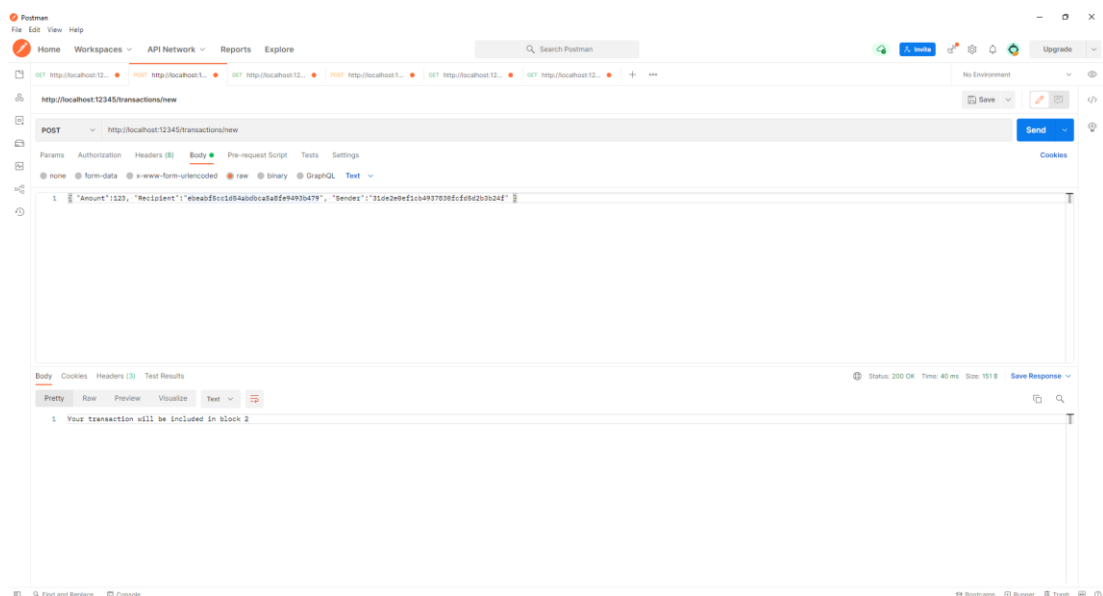 Postman
File Edit View Help
Home Workspaces API Network Reports Explore
Search Postman
Invite
Upgrade
GET http://localhost:12... POST http://localhost:1... GET http://localhost:12... POST http://localhost:1... GET http://localhost:12... GET http://localhost:12...
No Environment
http://localhost:12345/transactions/new
Save
POST http://localhost:12345/transactions/new
Send
Params Authorization Headers (8) Body Pre-request Script Tests Settings
Cookies
none form-data x-www-form-urlencoded raw binary GraphQL Text
1 { "Amount":123, "Recipient":"ebeabf5cc1d54abdbca5a8fe9493b479", "Sender":"31de2e0ef1cb4937830fcfd5d2b3b24f" }
Body Cookies Headers (3) Test Results
Status: 200 OK Time: 40 ms Size: 151 B Save Response
Pretty Raw Preview Visualize Text
1 Your transaction will be included in block 2
Find and Replace Console
Bootcamp Runner Trash